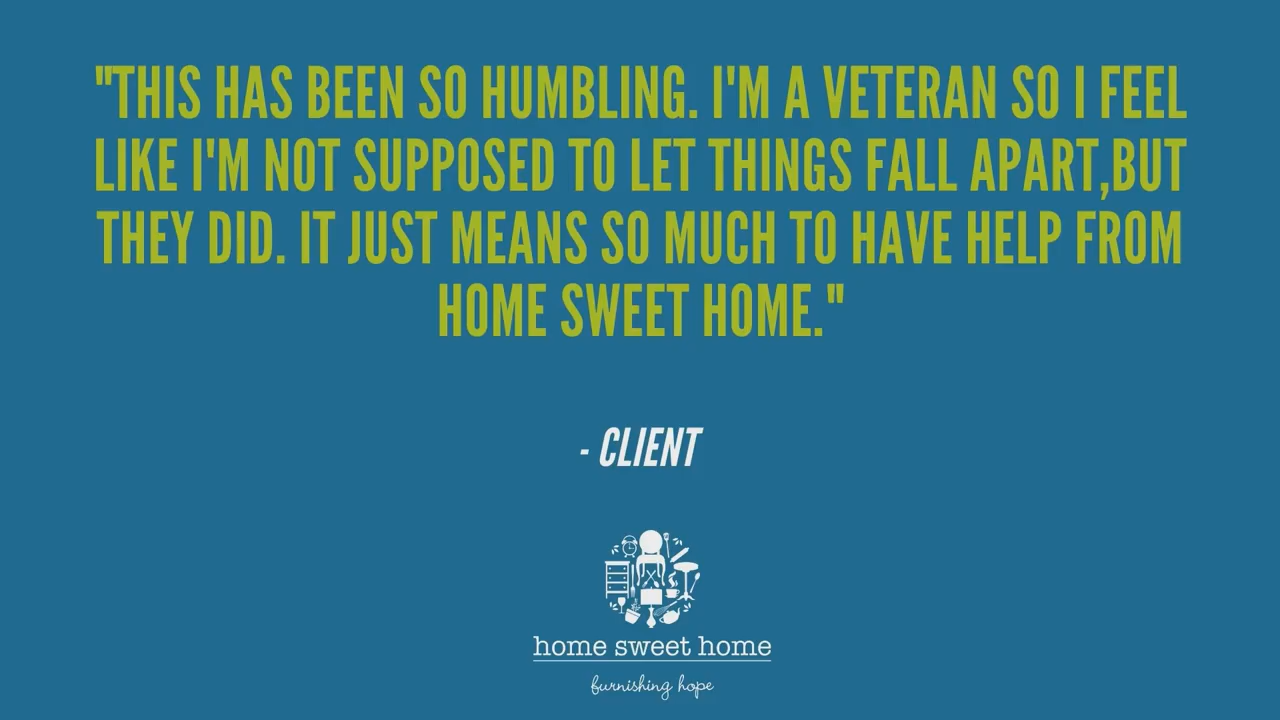 "THIS HAS BEEN SO HUMBLING. I'M A VETERAN SO I FEEL
LIKE I'M NOT SUPPOSED TO LET THINGS FALL APART,BUT
THEY DID. IT JUST MEANS SO MUCH TO HAVE HELP FROM
HOME SWEET HOME."
- CLIENT
home sweet home
furnishing hope